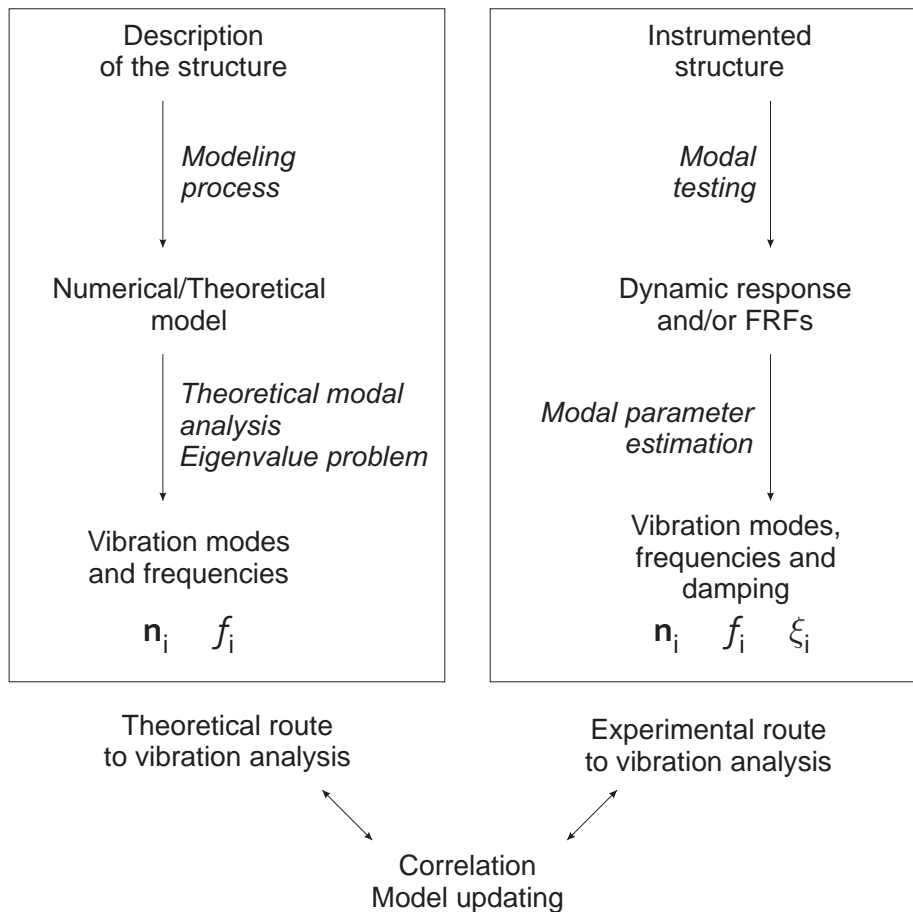 Description
of the structure
Modeling
process
Numerical/Theoretical
model
Theoretical modal
analysis
Eigenvalue problem
Vibration modes
and frequencies
n_i f_i
Theoretical route
to vibration analysis
Instrumented
structure
Modal
testing
Dynamic response
and/or FRFs
Modal parameter
estimation
Vibration modes,
frequencies and
damping
n_i f_i ξ_i
Experimental route
to vibration analysis
Correlation
Model updating